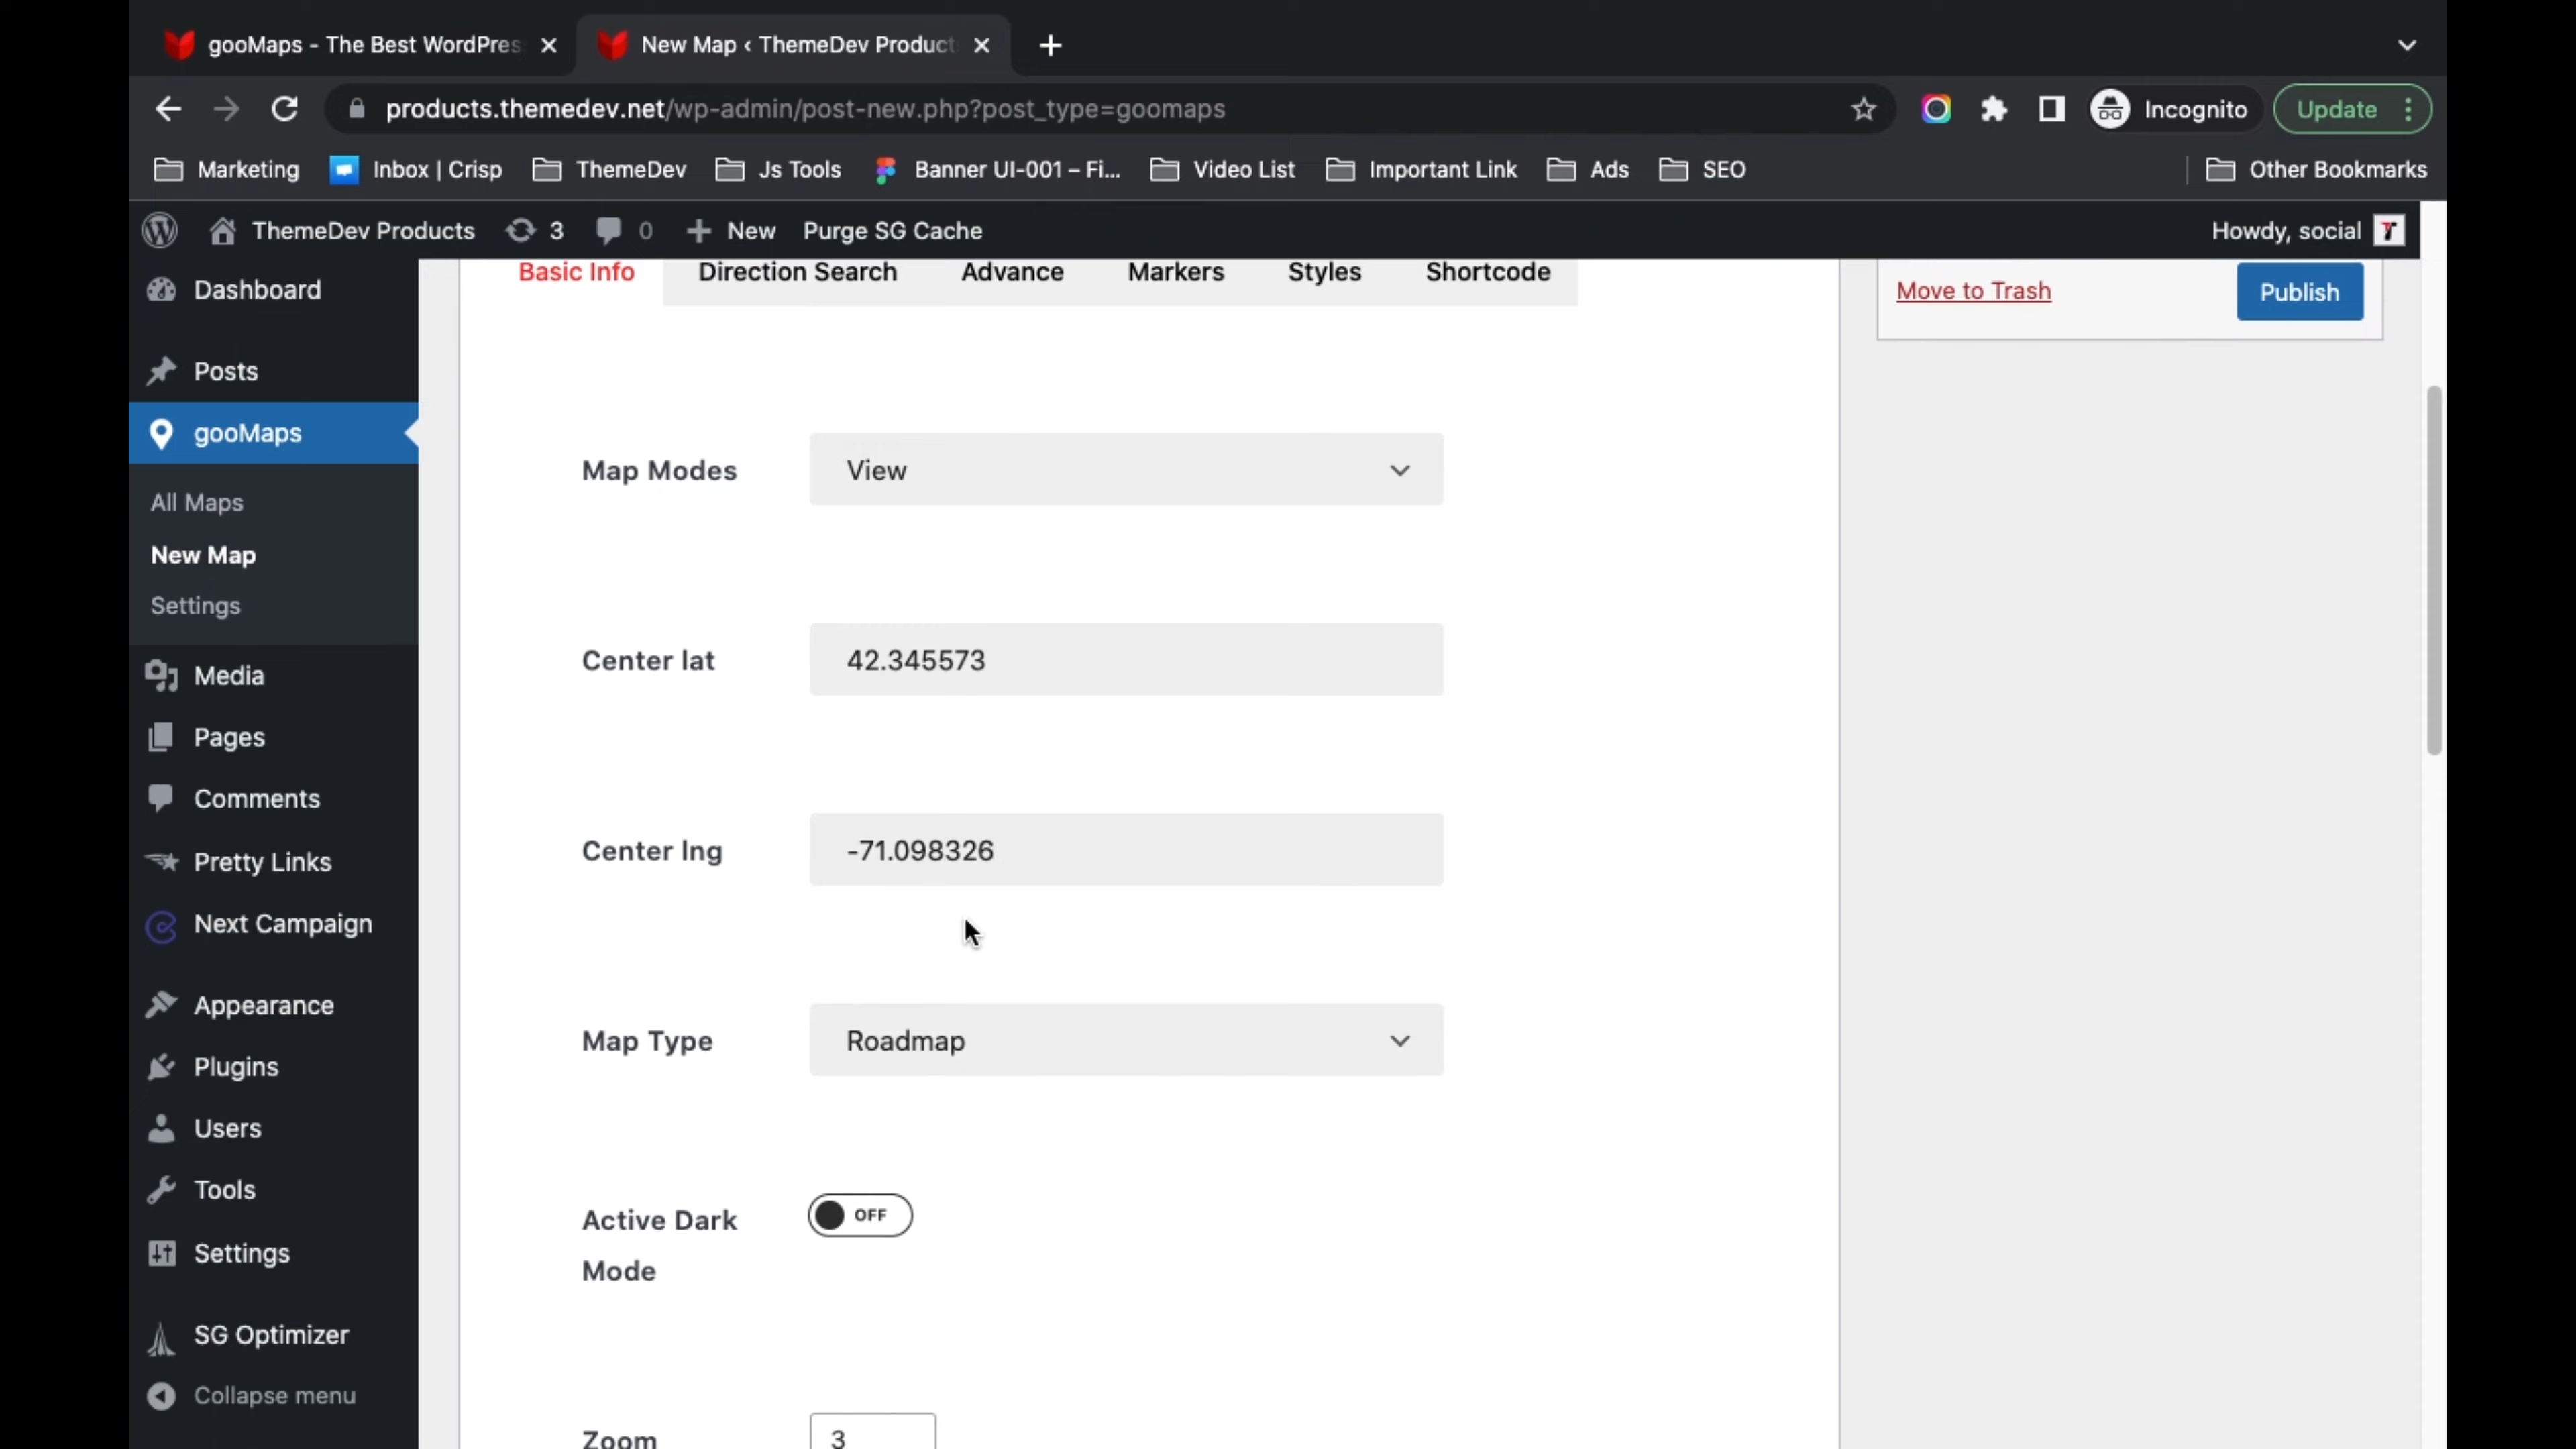 gooMaps - The Best WordPres
New Map ‹ ThemeDev Product
products.themedev.net/wp-admin/post-new.php?post_type=goomaps
Incognito
Update
Marketing
Inbox | Crisp
ThemeDev
Js Tools
Banner UI-001 – Fi...
Video List
Important Link
Ads
SEO
Other Bookmarks
ThemeDev Products
3
0
New
Purge SG Cache
Howdy, social
Dashboard
Posts
gooMaps
All Maps
New Map
Settings
Media
Pages
Comments
Pretty Links
Next Campaign
Appearance
Plugins
Users
Tools
Settings
SG Optimizer
Collapse menu
Basic Info
Direction Search
Advance
Markers
Styles
Shortcode
Move to Trash
Publish
Map Modes
View
Center lat
42.345573
Center lng
-71.098326
Map Type
Roadmap
Active Dark
Mode
OFF
Zoom
3